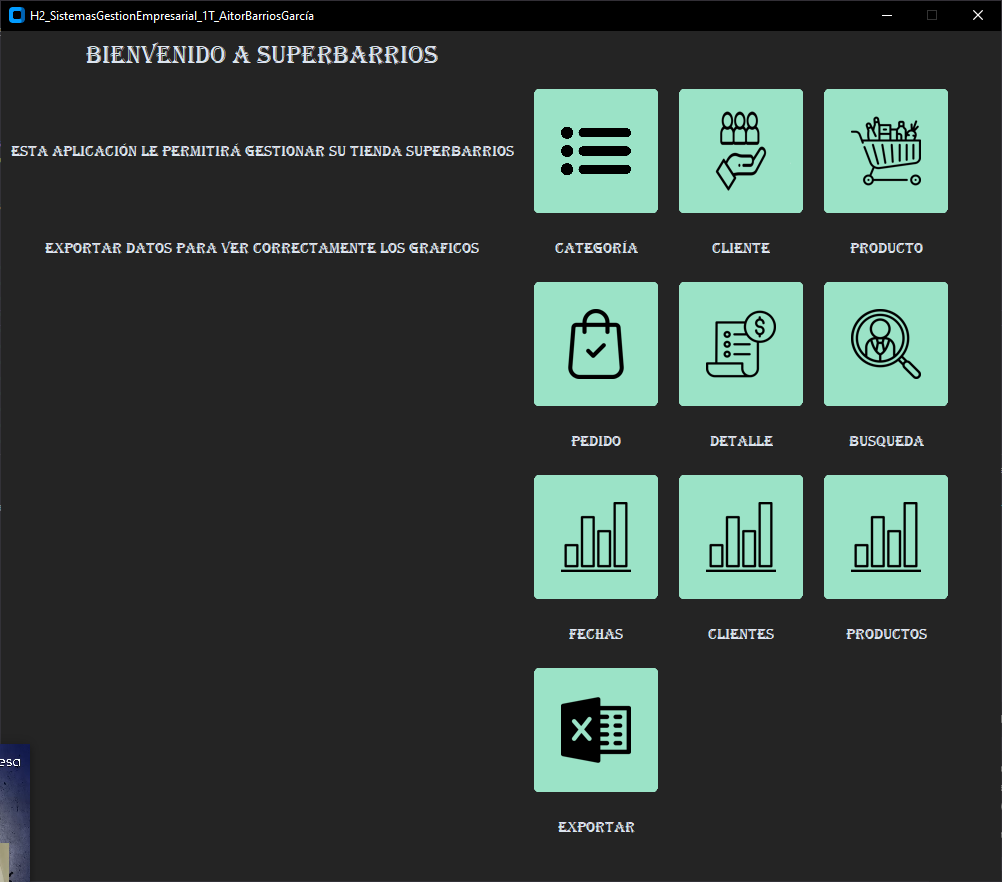 H2_SistemasGestionEmpresarial_1T_AitorBarriosGarcía
BIENVENIDO A SUPERBARRIOS
ESTA APLICACIÓN LE PERMITIRÁ GESTIONAR SU TIENDA SUPERBARRIOS
EXPORTAR DATOS PARA VER CORRECTAMENTE LOS GRAFICOS
CATEGORÍA
CLIENTE
PRODUCTO
$
PEDIDO
DETALLE
BUSQUEDA
FECHAS
CLIENTES
PRODUCTOS
X
EXPORTAR
esa